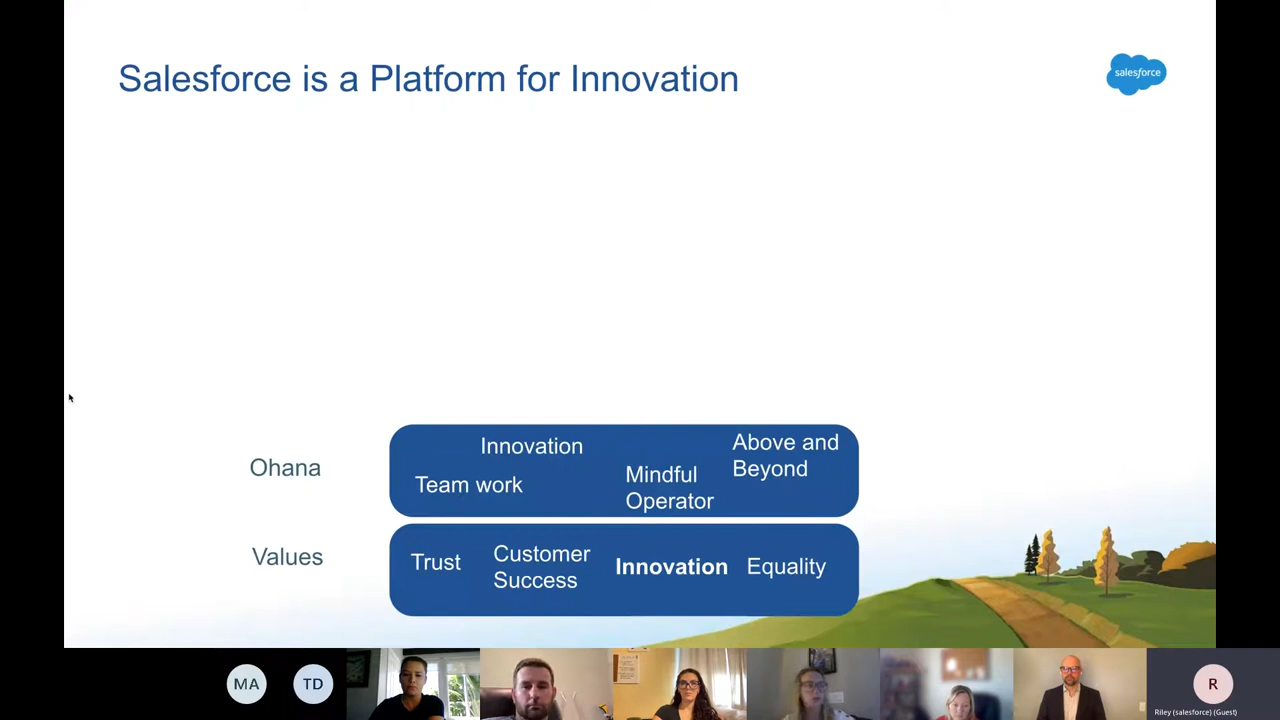 Salesforce is a Platform for Innovation
salesforce
Ohana
Innovation
Above and
Beyond
Team work
Mindful
Operator
Values
Trust
Customer
Success
Innovation
Equality
MA
TD
R
Riley (salesforce) (Guest)